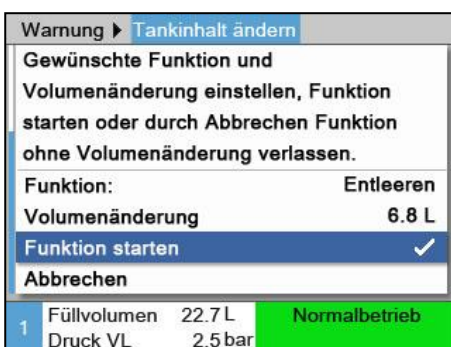 Warnung ▶ Tankinhalt ändern
Gewünschte Funktion und
Volumenänderung einstellen, Funktion
starten oder durch Abbrechen Funktion
ohne Volumenänderung verlassen.
Funktion: Entleeren
Volumenänderung 6.8 L
Funktion starten ✓
Abbrechen
1 Füllvolumen 22.7 L Normalbetrieb
Druck VL 2.5 bar